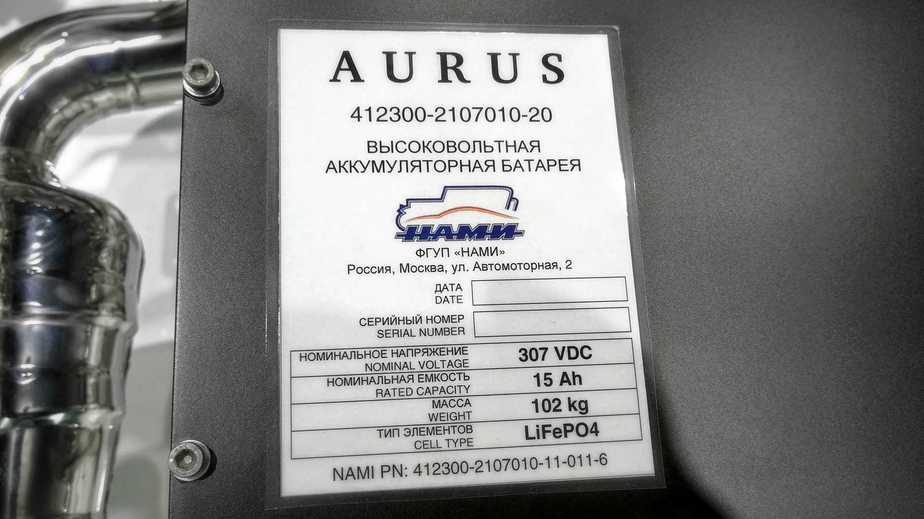 AURUS
412300-2107010-20
ВЫСОКОВОЛЬТНАЯ
АККУМУЛЯТОРНАЯ БАТАРЕЯ
НАМИ
ФГУП «НАМИ»
Россия, Москва, ул. Автомоторная, 2
ДАТА
DATE
СЕРИЙНЫЙ НОМЕР
SERIAL NUMBER
НОМИНАЛЬНОЕ НАПРЯЖЕНИЕ
NOMINAL VOLTAGE
307 VDC
НОМИНАЛЬНАЯ ЕМКОСТЬ
RATED CAPACITY
15 Ah
МАССА
WEIGHT
102 kg
ТИП ЭЛЕМЕНТОВ
CELL TYPE
LiFePO4
NAMI PN: 412300-2107010-11-011-6